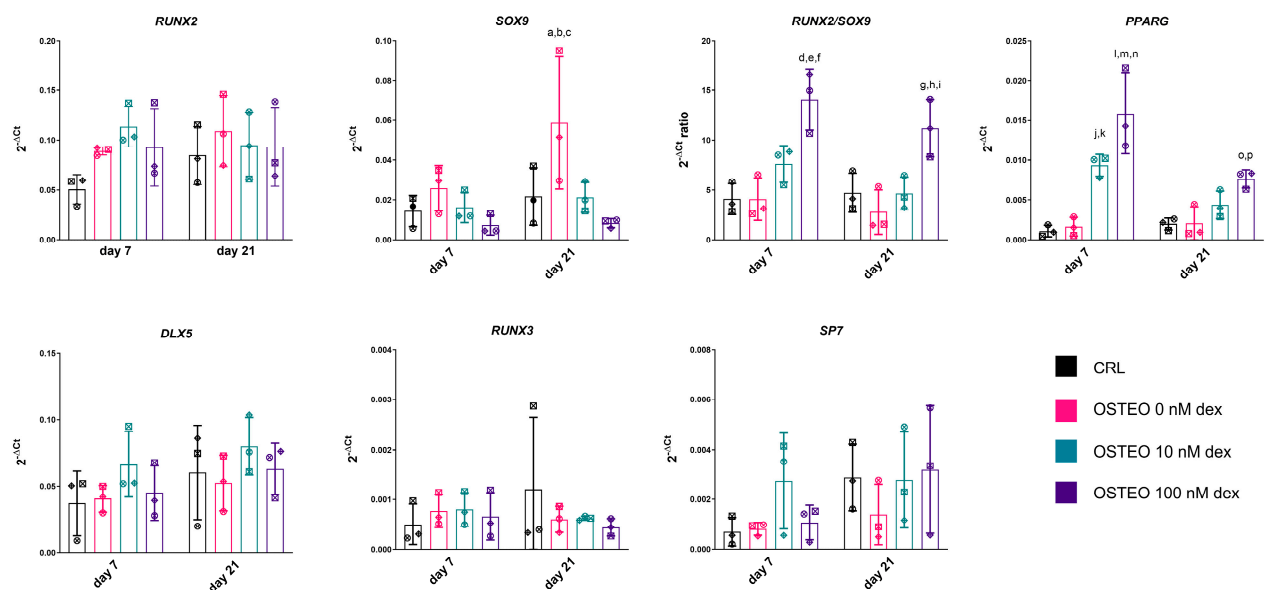 RUNX2
2^-ΔCt
0.20
0.15
0.10
0.05
0.00
day 7
day 21
SOX9
2^-ΔCt
0.10
0.08
0.06
0.04
0.02
0.00
a,b,c
day 7
day 21
RUNX2/SOX9
2^-ΔCt ratio
20
15
10
5
0
d,e,f
g,h,i
day 7
day 21
PPARG
2^-ΔCt
0.025
0.020
0.015
0.010
0.005
0.000
j,k
l,m,n
o,p
day 7
day 21
DLX5
2^-ΔCt
0.15
0.10
0.05
0.00
day 7
day 21
RUNX3
2^-ΔCt
0.004
0.003
0.002
0.001
0.000
day 7
day 21
SP7
2^-ΔCt
0.008
0.006
0.004
0.002
0.000
day 7
day 21
CRL
OSTEO 0 nM dex
OSTEO 10 nM dex
OSTEO 100 nM dex